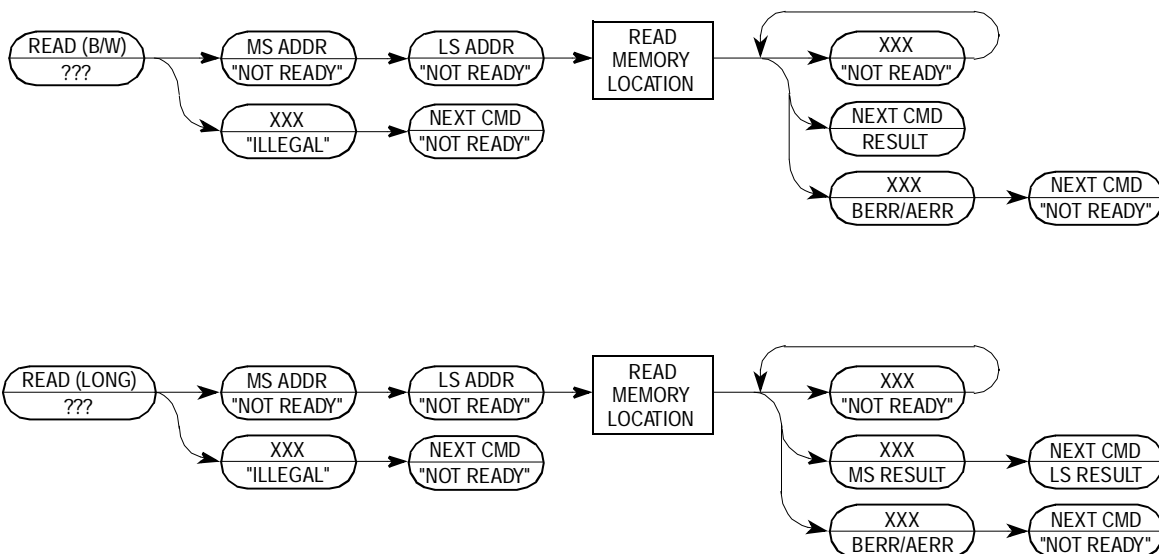 READ (B/W)
???
MS ADDR
"NOT READY"
LS ADDR
"NOT READY"
XXX
"ILLEGAL"
NEXT CMD
"NOT READY"
READ
MEMORY
LOCATION
XXX
"NOT READY"
NEXT CMD
RESULT
XXX
BERR/AERR
NEXT CMD
"NOT READY"
READ (LONG)
???
MS ADDR
"NOT READY"
LS ADDR
"NOT READY"
XXX
"ILLEGAL"
NEXT CMD
"NOT READY"
READ
MEMORY
LOCATION
XXX
"NOT READY"
XXX
MS RESULT
NEXT CMD
LS RESULT
XXX
BERR/AERR
NEXT CMD
"NOT READY"